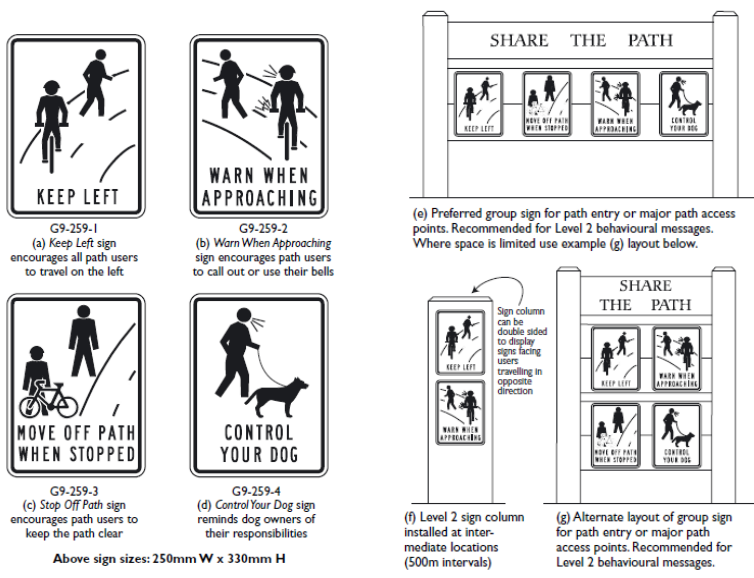 KEEP LEFT
G9-259-1
(a) Keep Left sign
encourages all path users
to travel on the left
WARN WHEN
APPROACHING
G9-259-2
(b) Warn When Approaching
sign encourages path users
to call out or use their bells
MOVE OFF PATH
WHEN STOPPED
G9-259-3
(c) Stop Off Path sign
encourages path users to
keep the path clear
CONTROL
YOUR DOG
G9-259-4
(d) Control Your Dog sign
reminds dog owners of
their responsibilities
Above sign sizes: 250mm W x 330mm H
SHARE THE PATH
KEEP LEFT
MOVE OFF PATH
WHEN STOPPED
WARN WHEN
APPROACHING
CONTROL
YOUR DOG
(e) Preferred group sign for path entry or major path access
points. Recommended for Level 2 behavioural messages.
Where space is limited use example (g) layout below.
KEEP LEFT
WARN WHEN
APPROACHING
Sign column
can be
double sided
to display
signs facing
users
travelling in
opposite
direction
(f) Level 2 sign column
installed at inter-
mediate locations
(500m intervals)
SHARE
THE PATH
KEEP LEFT
WARN WHEN
APPROACHING
MOVE OFF PATH
WHEN STOPPED
CONTROL
YOUR DOG
(g) Alternate layout of group sign
for path entry or major path
access points. Recommended for
Level 2 behavioural messages.